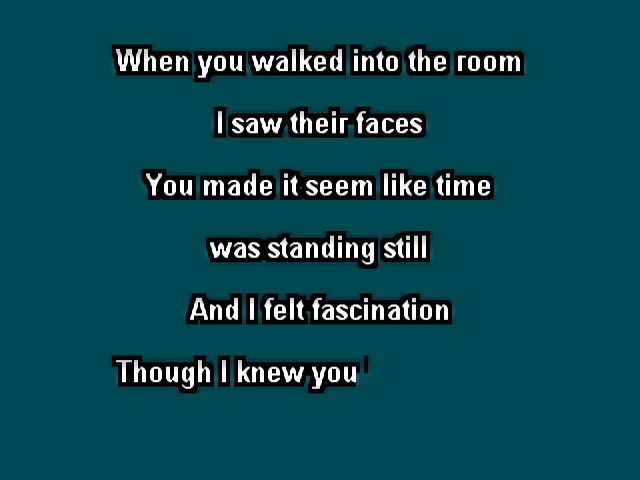 When you walked into the room
I saw their faces
You made it seem like time
was standing still
And I felt fascination
Though I knew you